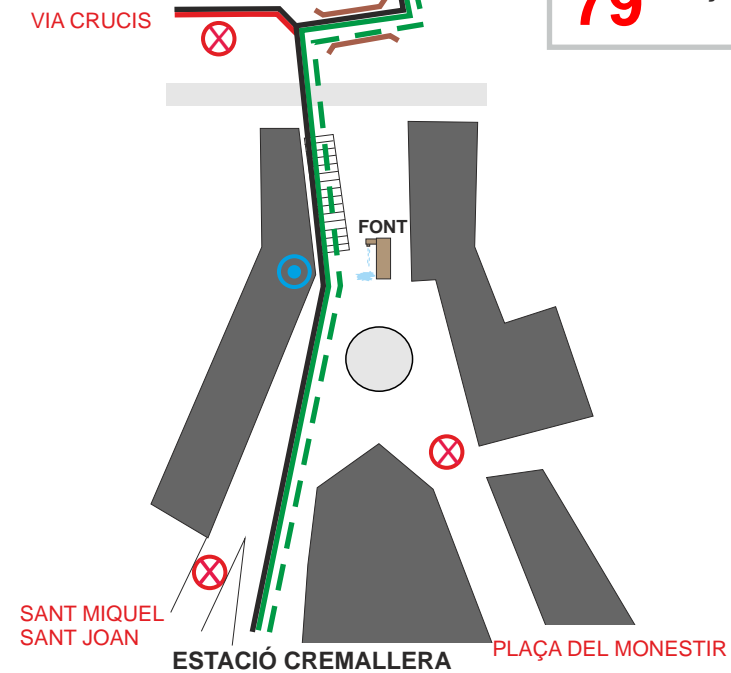 79
VIA CRUCIS
FONT
SANT MIQUEL
SANT JOAN
ESTACIÓ CREMALLERA
PLAÇA DEL MONESTIR